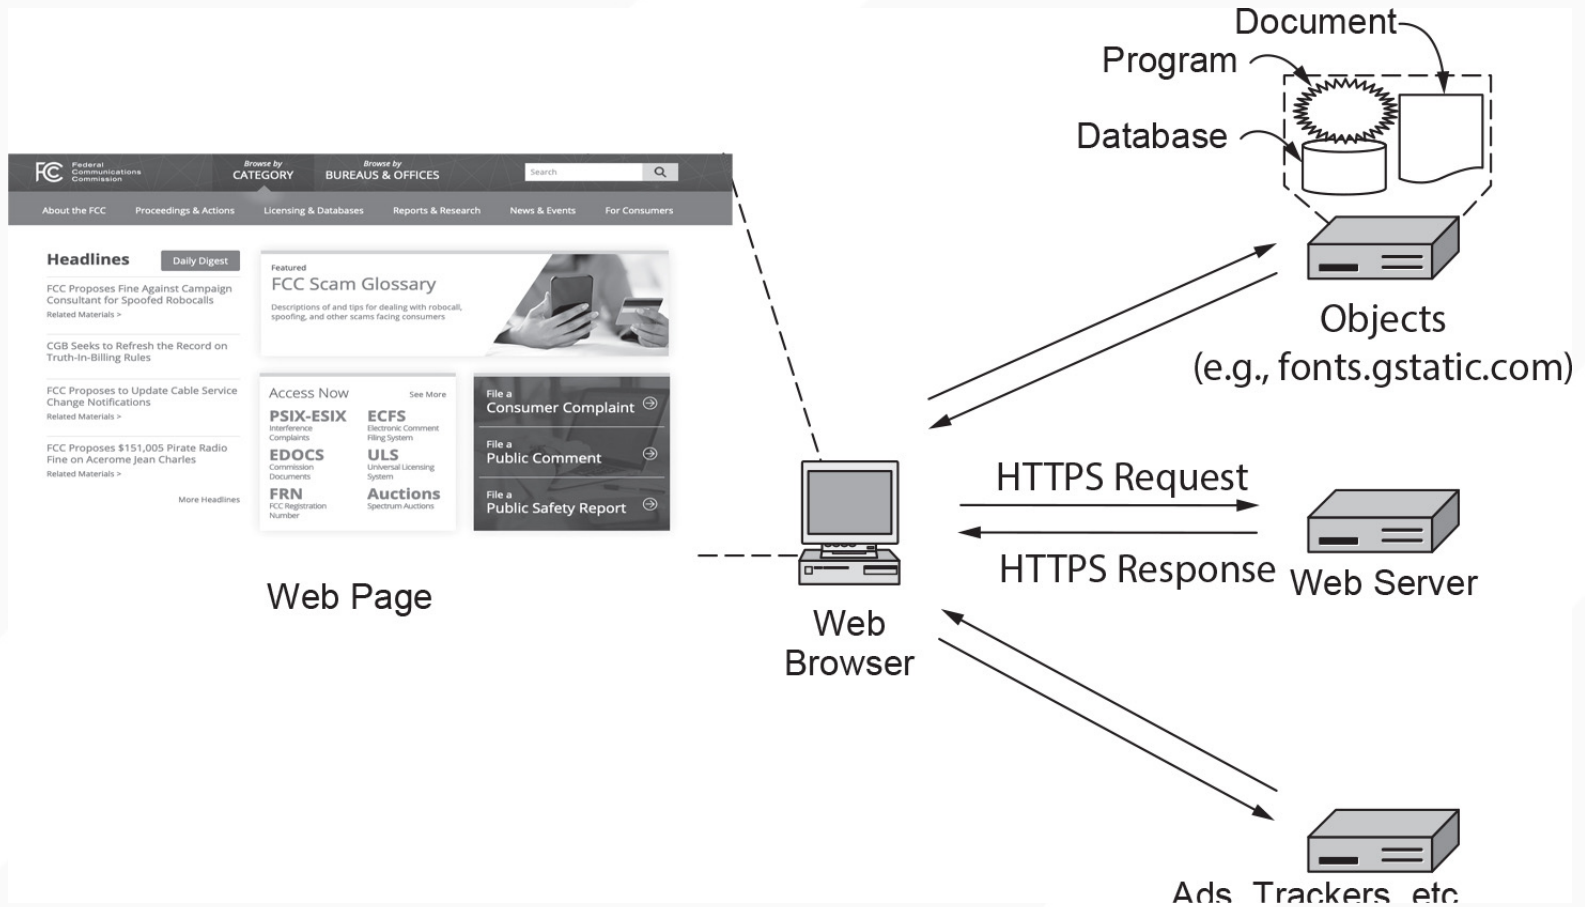 Document
Program
Database
Objects
(e.g., fonts.gstatic.com)
FCC
Federal
Communications
Commission
Browse by
CATEGORY
Browse by
BUREAUS & OFFICES
Search
About the FCC
Proceedings & Actions
Licensing & Databases
Reports & Research
News & Events
For Consumers
Headlines
Daily Digest
FCC Proposes Fine Against Campaign
Consultant for Spoofed Robocalls
Related Materials >
CGB Seeks to Refresh the Record on
Truth-In-Billing Rules
FCC Proposes to Update Cable Service
Change Notifications
Related Materials >
FCC Proposes $151,005 Pirate Radio
Fine on Acerome Jean Charles
Related Materials >
More Headlines
Featured
FCC Scam Glossary
Descriptions of and tips for dealing with robocall,
spoofing, and other scams facing consumers
Access Now
See More
PSIX-ESIX
Interference
Complaints
ECFS
Electronic Comment
Filing System
EDOCS
Commission
Documents
ULS
Universal Licensing
System
FRN
FCC Registration
Number
Auctions
Spectrum Auctions
File a
Consumer Complaint
File a
Public Comment
File a
Public Safety Report
Web Page
Web
Browser
HTTPS Request
HTTPS Response
Web Server
Ads, Trackers, etc